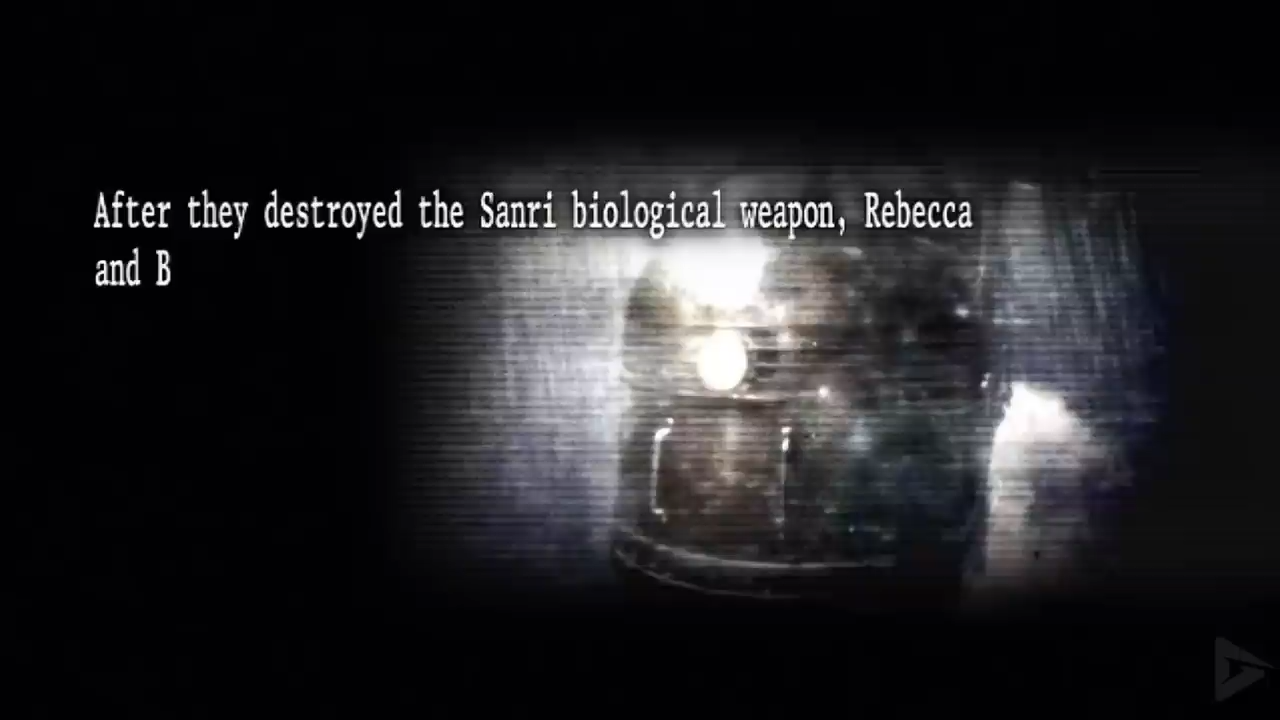 After they destroyed the Sanri biological weapon, Rebecca
and B